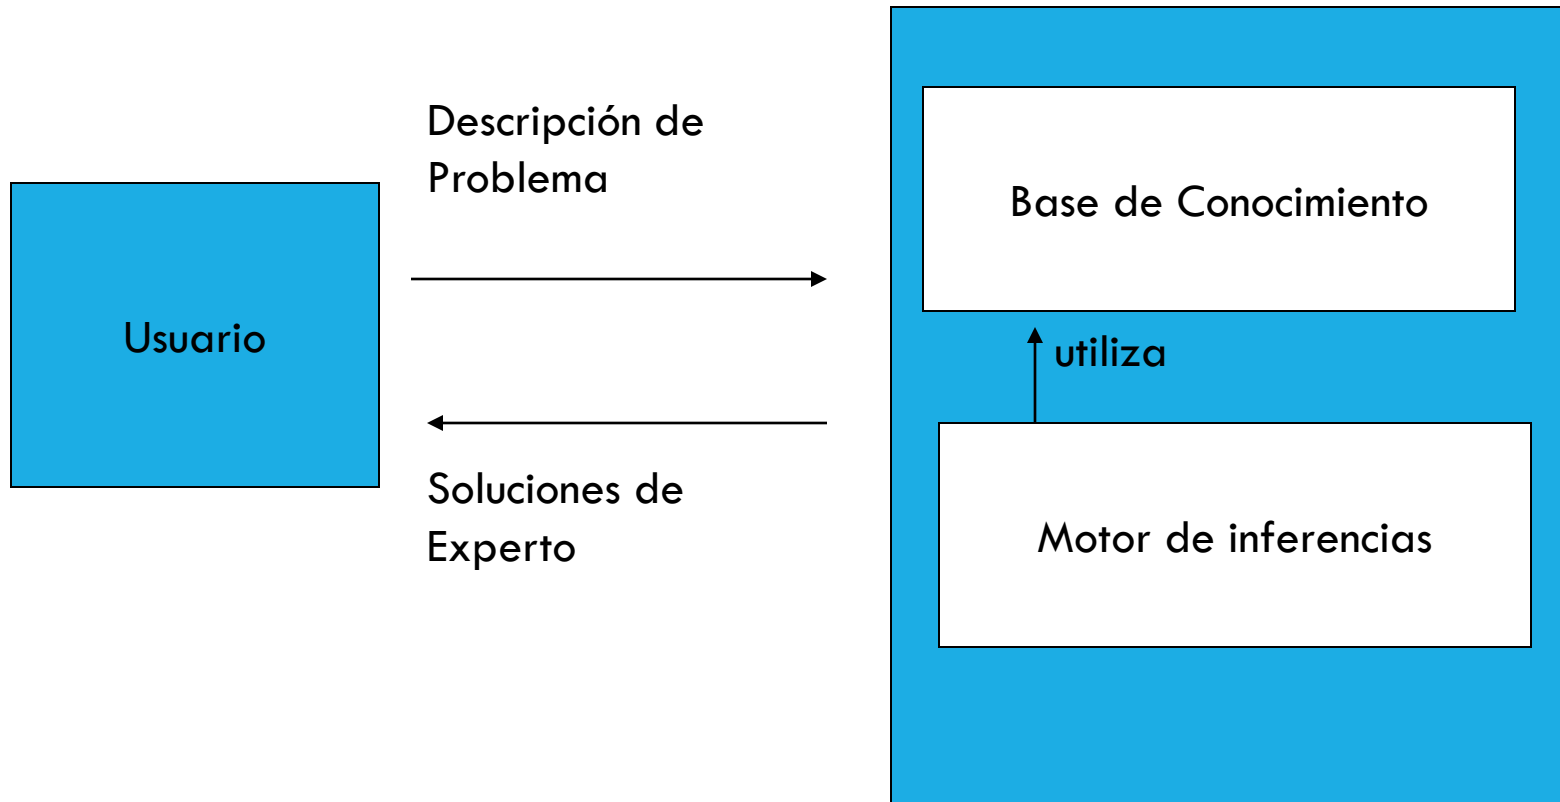 Usuario
Descripción de
Problema
Soluciones de
Experto
Base de Conocimiento
utiliza
Motor de inferencias